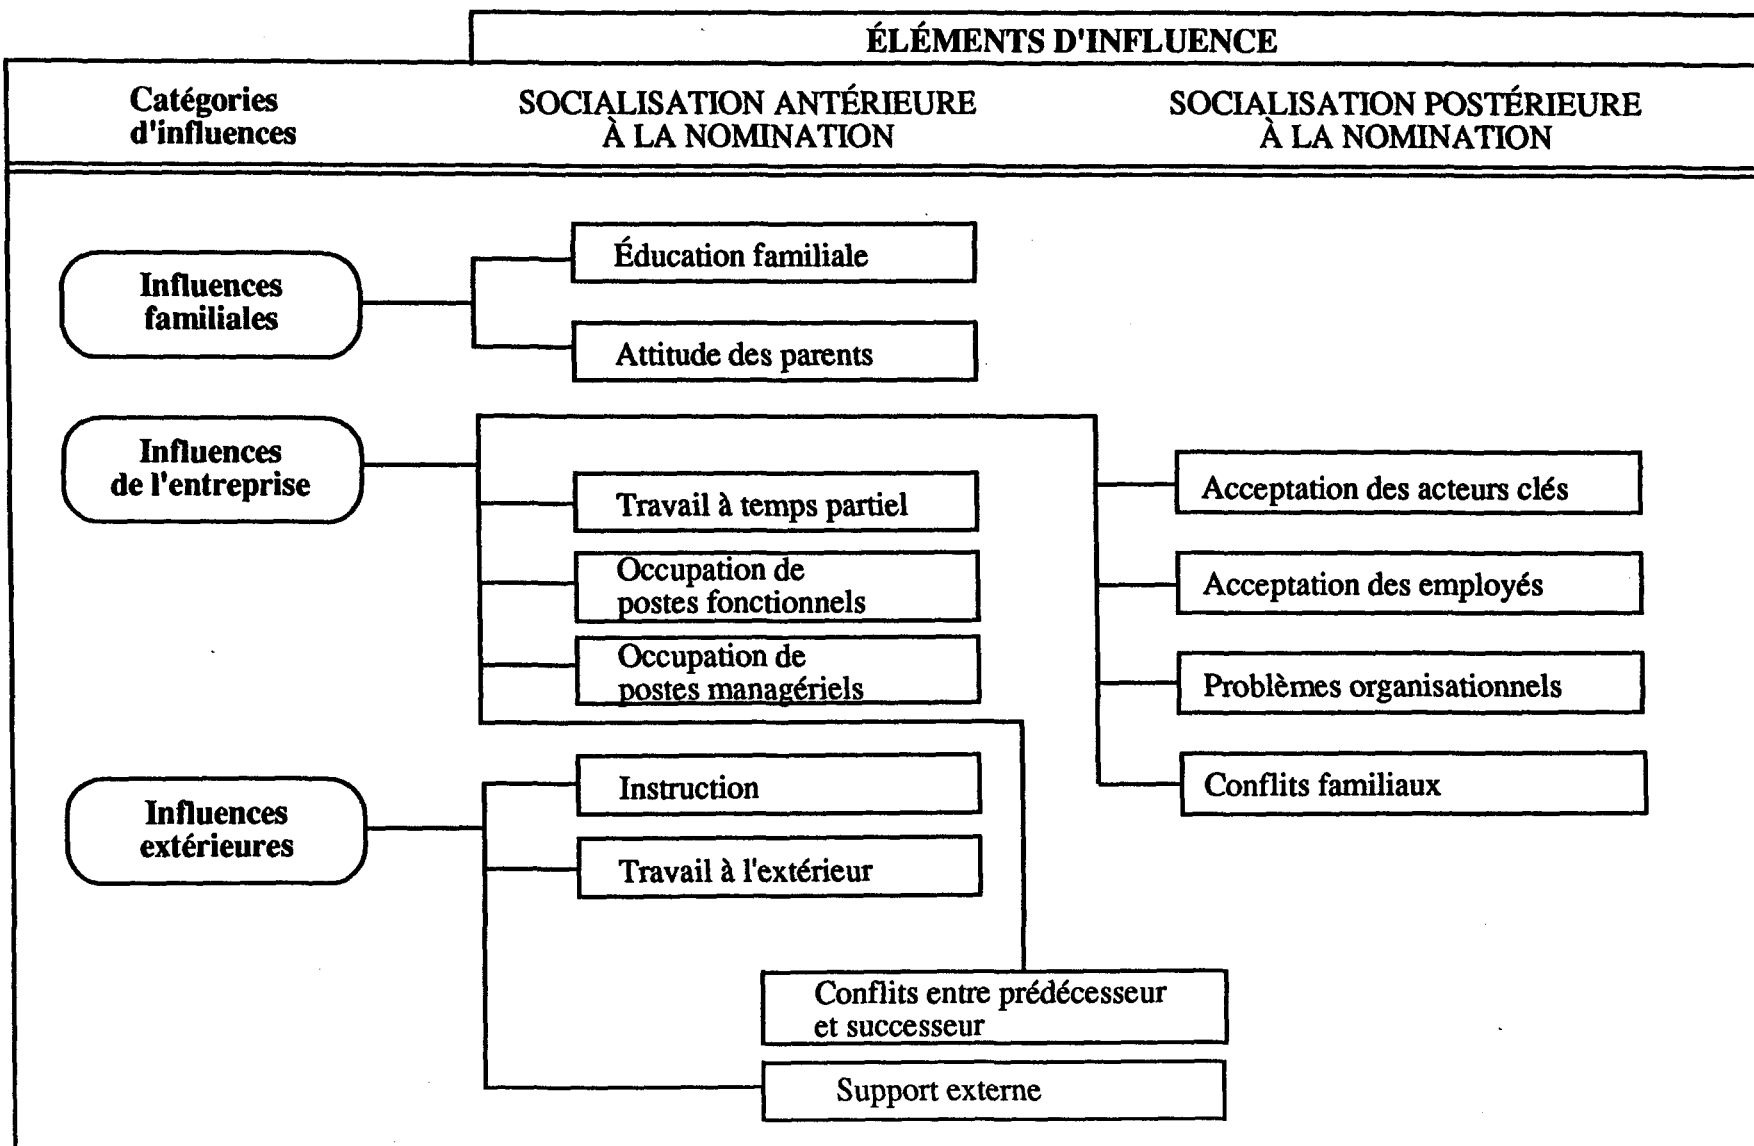 ÉLÉMENTS D'INFLUENCE
Catégories
d'influences
SOCIALISATION ANTÉRIEURE
À LA NOMINATION
SOCIALISATION POSTÉRIEURE
À LA NOMINATION
Influences
familiales
Éducation familiale
Attitude des parents
Influences
de l'entreprise
Travail à temps partiel
Occupation de
postes fonctionnels
Occupation de
postes managériels
Acceptation des acteurs clés
Acceptation des employés
Problèmes organisationnels
Conflits familiaux
Influences
extérieures
Instruction
Travail à l'extérieur
Conflits entre prédécesseur
et successeur
Support externe